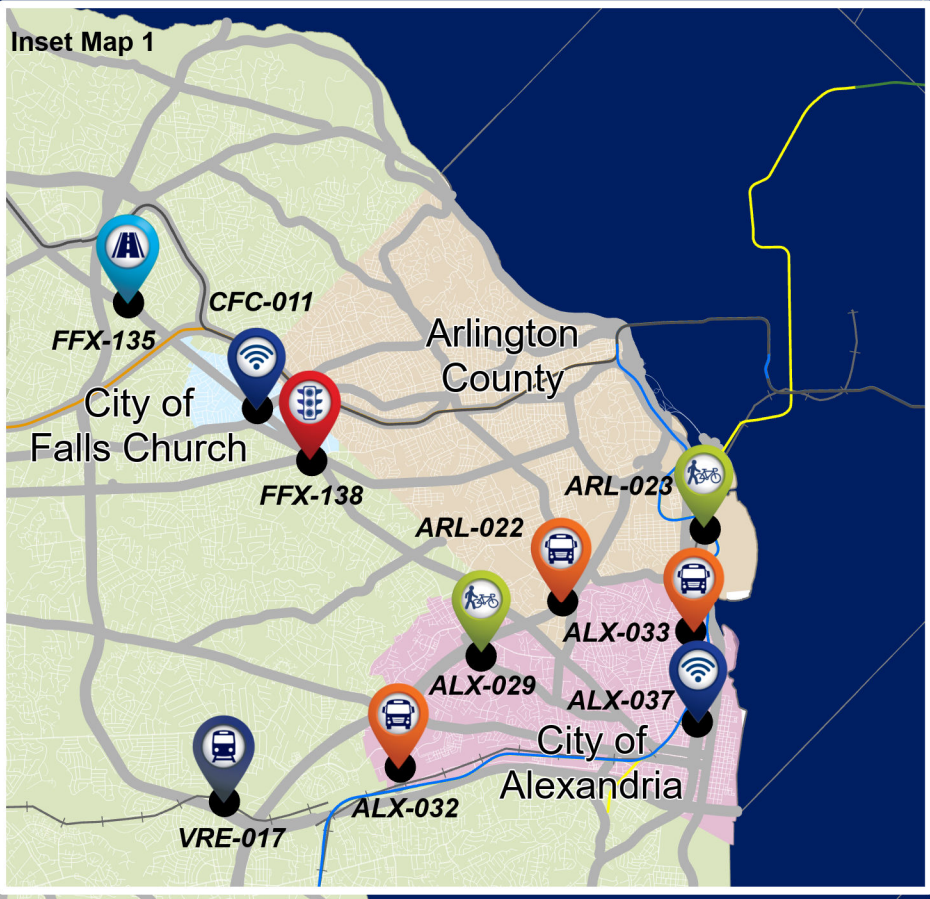 Inset Map 1
CFC-011
FFX-135
Arlington
County
City of
Falls Church
FFX-138
ARL-023
ARL-022
ALX-033
ALX-029
ALX-037
City of
Alexandria
ALX-032
VRE-017